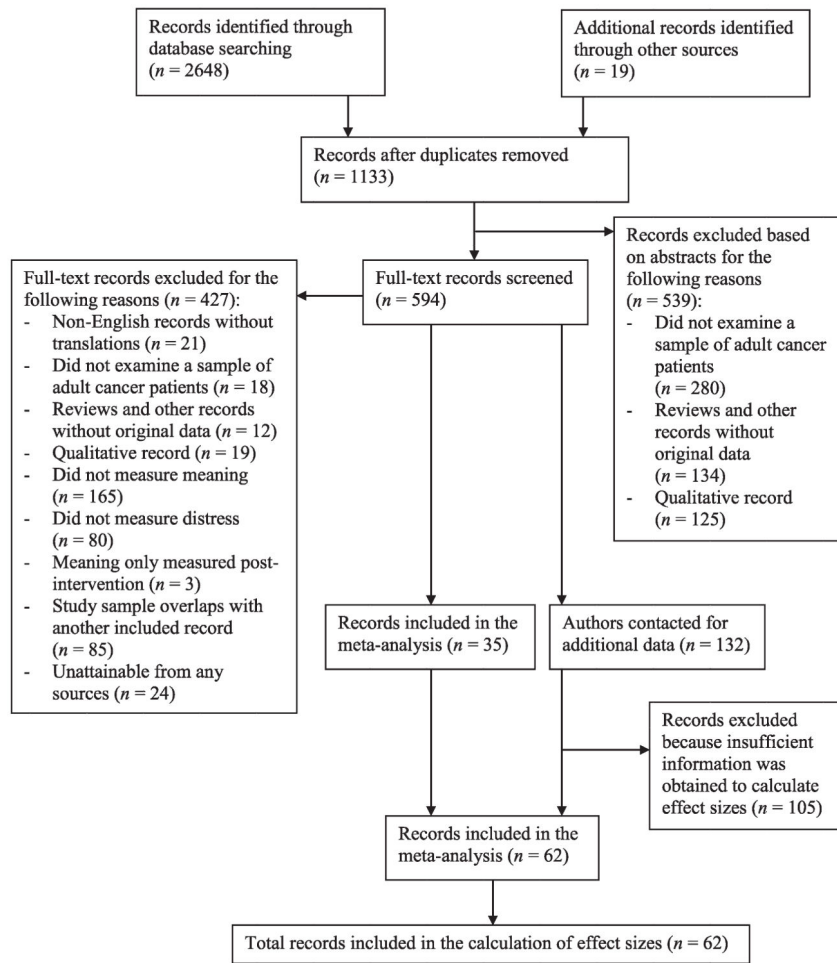 Records identified through
database searching
(n = 2648)
Additional records identified
through other sources
(n = 19)
Records after duplicates removed
(n = 1133)
Records excluded based
on abstracts for the
following reasons
(n = 539):
- Did not examine a
sample of adult cancer
patients
(n = 280)
- Reviews and other
records without
original data
(n = 134)
- Qualitative record
(n = 125)
Full-text records screened
(n = 594)
Full-text records excluded for the
following reasons (n = 427):
- Non-English records without
translations (n = 21)
- Did not examine a sample of
adult cancer patients (n = 18)
- Reviews and other records
without original data (n = 12)
- Qualitative record (n = 19)
- Did not measure meaning
(n = 165)
- Did not measure distress
(n = 80)
- Meaning only measured post-
intervention (n = 3)
- Study sample overlaps with
another included record
(n = 85)
- Unattainable from any
sources (n = 24)
Records included in the
meta-analysis (n = 35)
Authors contacted for
additional data (n = 132)
Records excluded
because insufficient
information was
obtained to calculate
effect sizes (n = 105)
Records included in the
meta-analysis (n = 62)
Total records included in the calculation of effect sizes (n = 62)